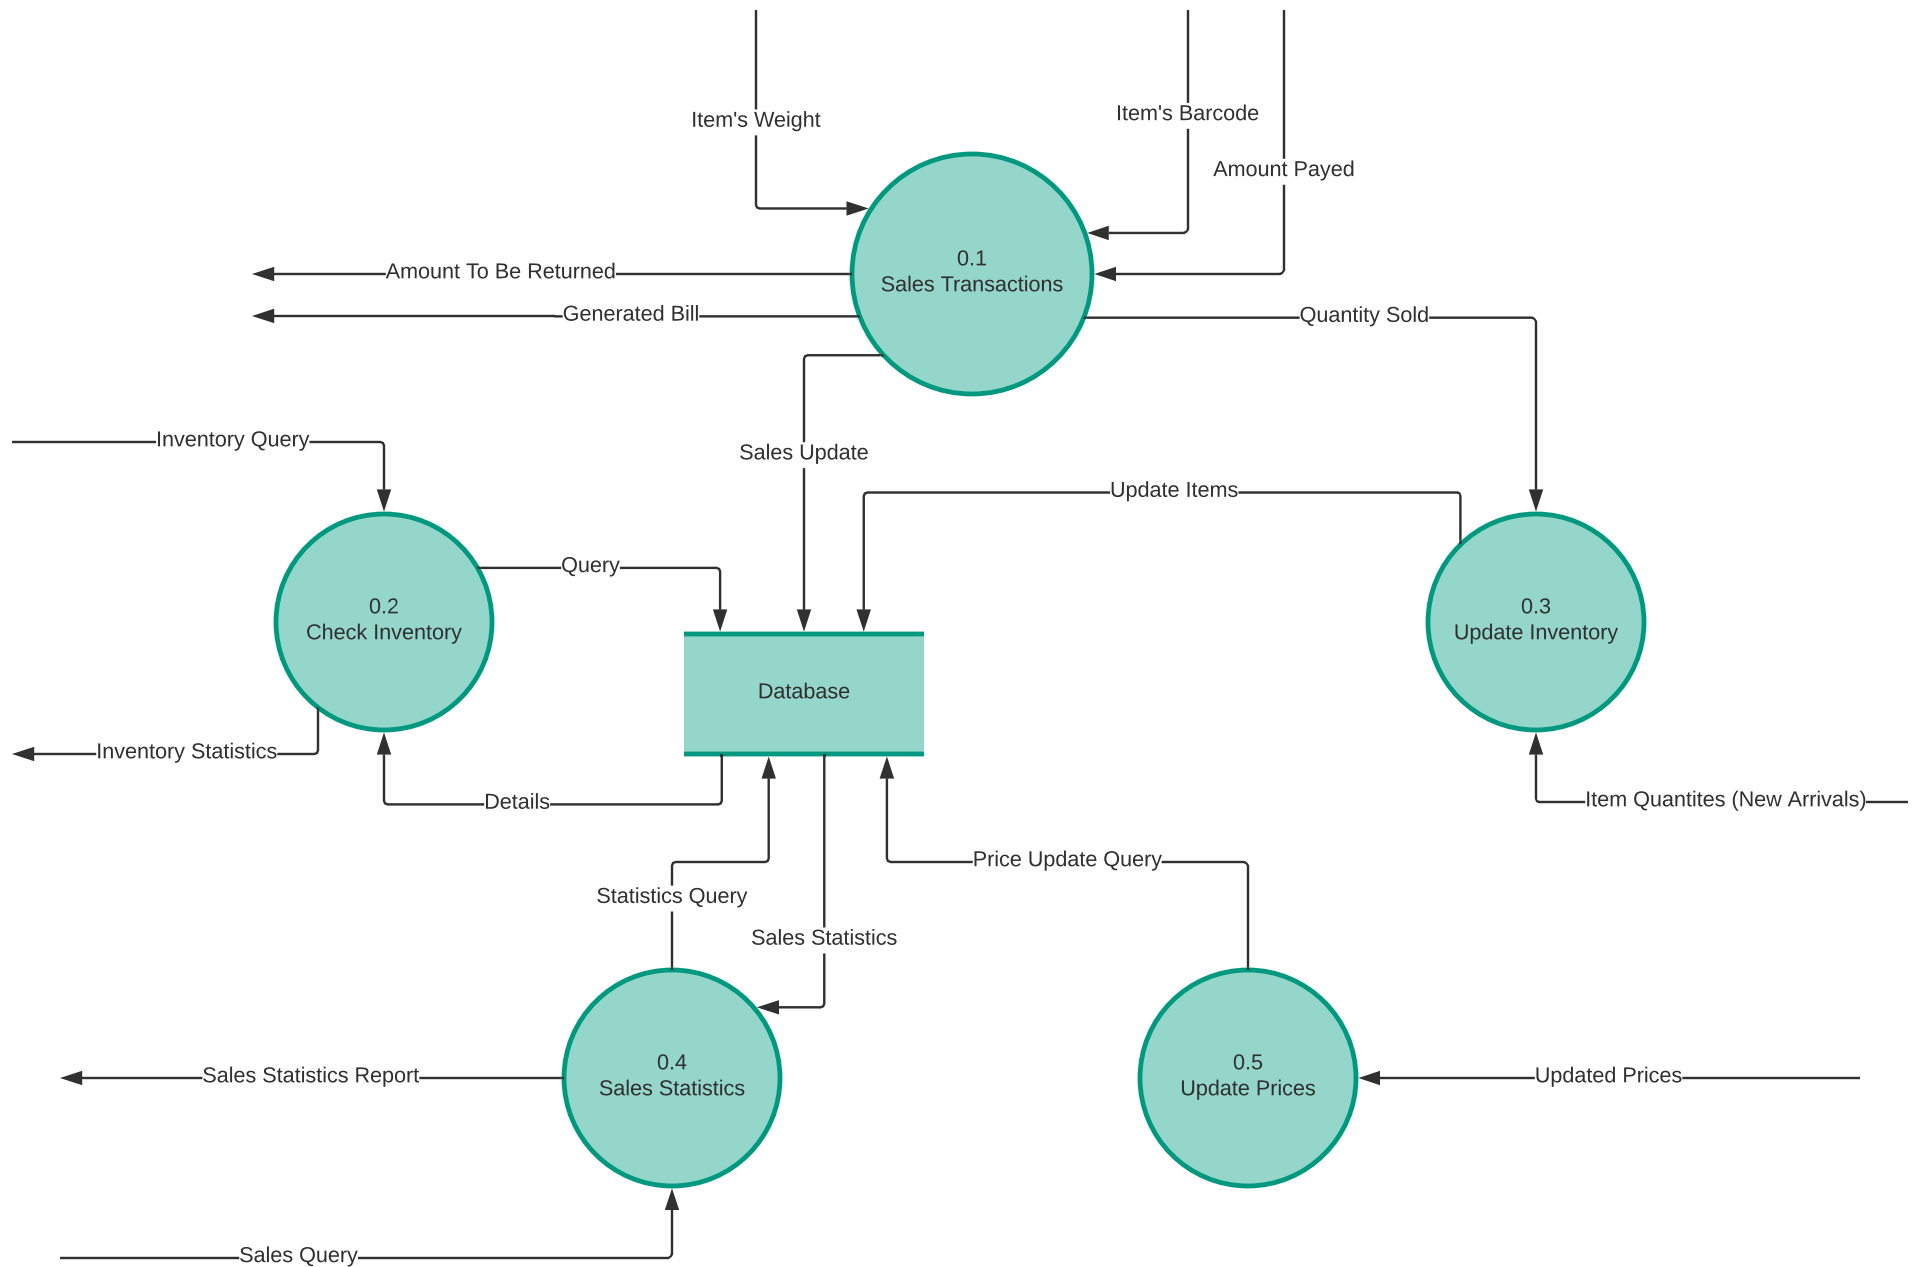 Item's Weight
Item's Barcode
Amount Payed
0.1
Sales Transactions
Amount To Be Returned
Generated Bill
Quantity Sold
Inventory Query
Sales Update
Update Items
Query
0.2
Check Inventory
0.3
Update Inventory
Database
Inventory Statistics
Details
Item Quantites (New Arrivals)
Price Update Query
Statistics Query
Sales Statistics
0.4
Sales Statistics
0.5
Update Prices
Sales Statistics Report
Updated Prices
Sales Query